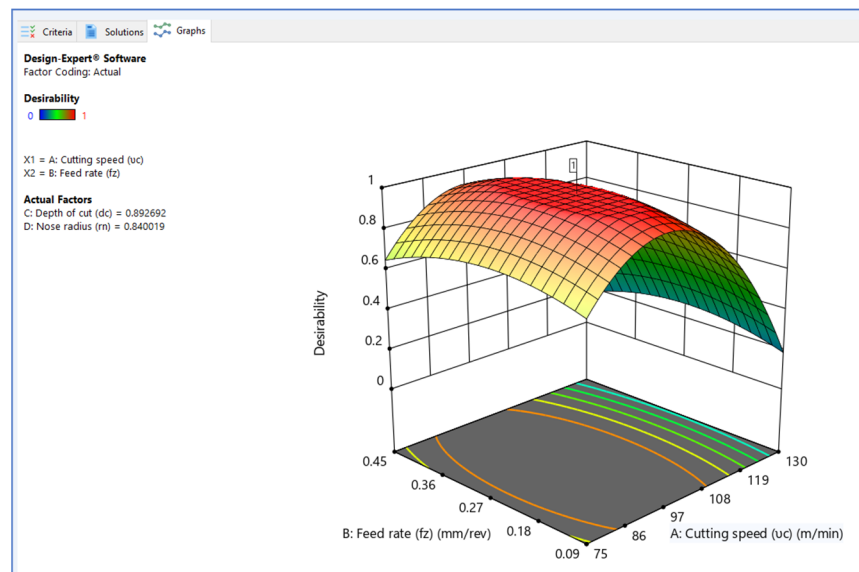 Criteria Solutions Graphs
Design-Expert® Software
Factor Coding: Actual
Desirability
0 1
X1 = A: Cutting speed (υc)
X2 = B: Feed rate (fz)
Actual Factors
C: Depth of cut (dc) = 0.892692
D: Nose radius (rn) = 0.840019
1
1
0.8
0.6
0.4
0.2
0
Desirability
0.45
0.36
0.27
0.18
0.09
B: Feed rate (fz) (mm/rev)
75
86
97
108
119
130
A: Cutting speed (υc) (m/min)